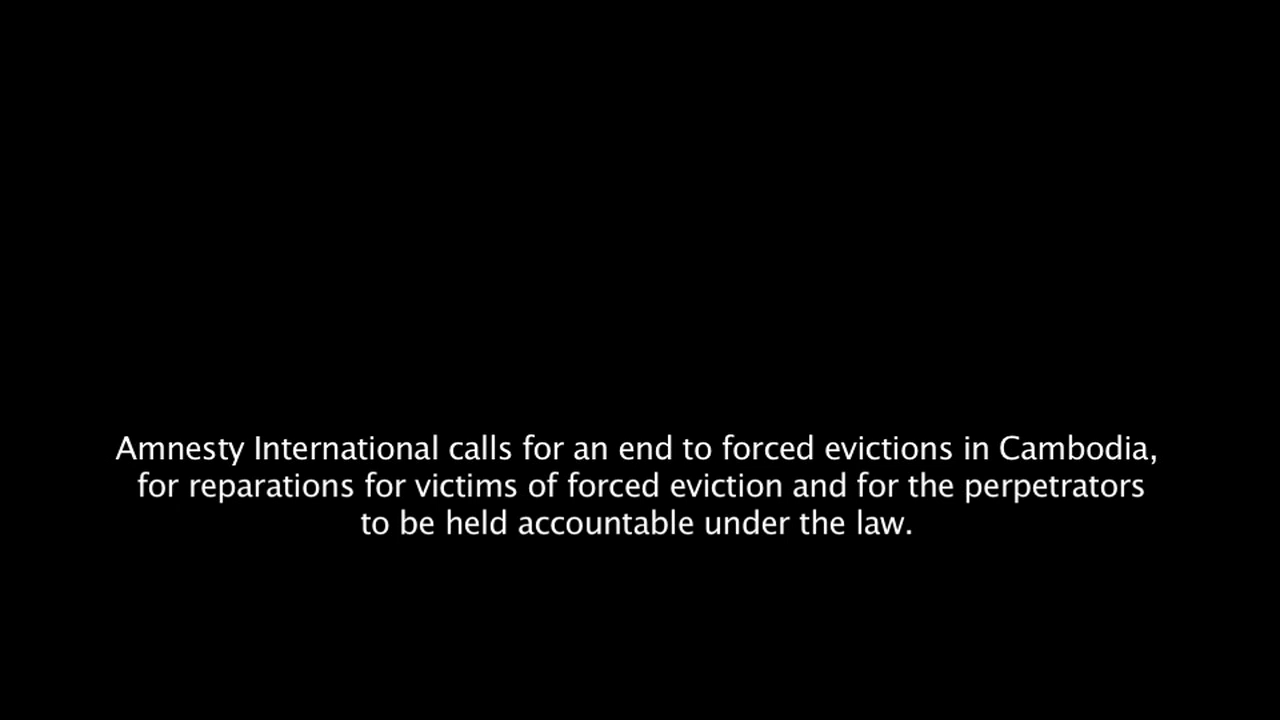 Amnesty International calls for an end to forced evictions in Cambodia,
for reparations for victims of forced eviction and for the perpetrators
to be held accountable under the law.